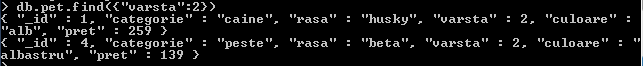 > db.pet.find({"varsta":2})
{ "_id" : 1, "categorie" : "caine", "rasa" : "husky", "varsta" : 2, "culoare" :
"alb", "pret" : 259 }
{ "_id" : 4, "categorie" : "peste", "rasa" : "beta", "varsta" : 2, "culoare" : "
albastru", "pret" : 139 }